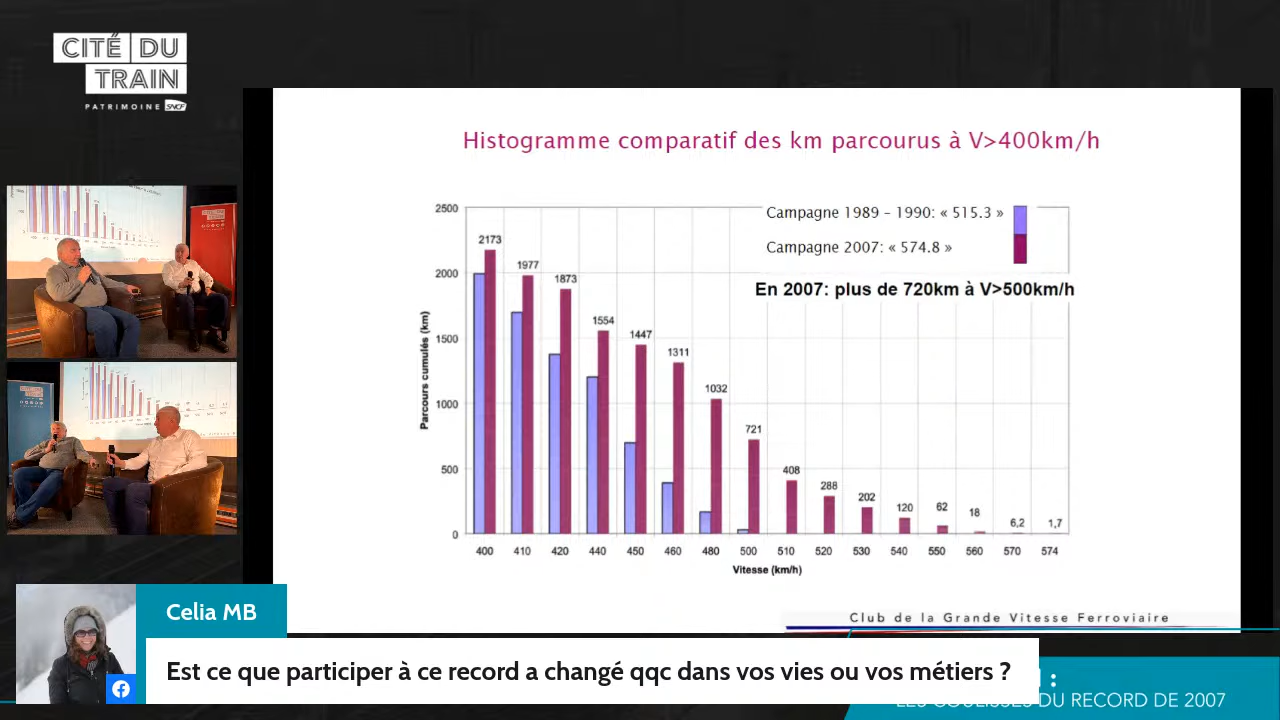 CITÉ DU
TRAIN
PATRIMOINE SNCF
Histogramme comparatif des km parcourus à V>400km/h
Campagne 1989 – 1990: « 515.3 »
Campagne 2007: « 574.8 »
En 2007: plus de 720km à V>500km/h
Parcours cumulés (km)
2500
2000
1500
1000
500
0
2173
1977
1873
1554
1447
1311
1032
721
408
288
202
120
62
18
6,2
1,7
400 410 420 440 450 460 480 500 510 520 530 540 550 560 570 574
Vitesse (km/h)
Club de la Grande Vitesse Ferroviaire
Celia MB
Est ce que participer à ce record a changé qqc dans vos vies ou vos métiers ?
:
LES COULISSES DU RECORD DE 2007